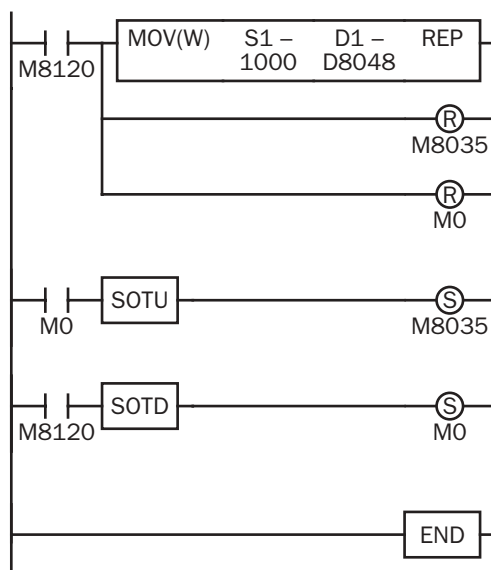 MOV(W) S1 – D1 – REP
1000 D8048
M8120
R
M8035
R
M0
SOTU S
M0 M8035
SOTD S
M8120 M0
END